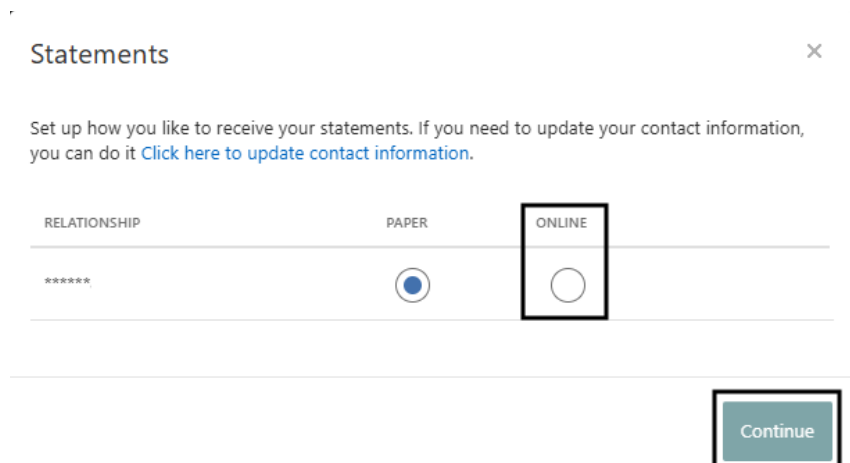 Statements
Set up how you like to receive your statements. If you need to update your contact information,
you can do it Click here to update contact information.
RELATIONSHIP PAPER ONLINE
******
Continue